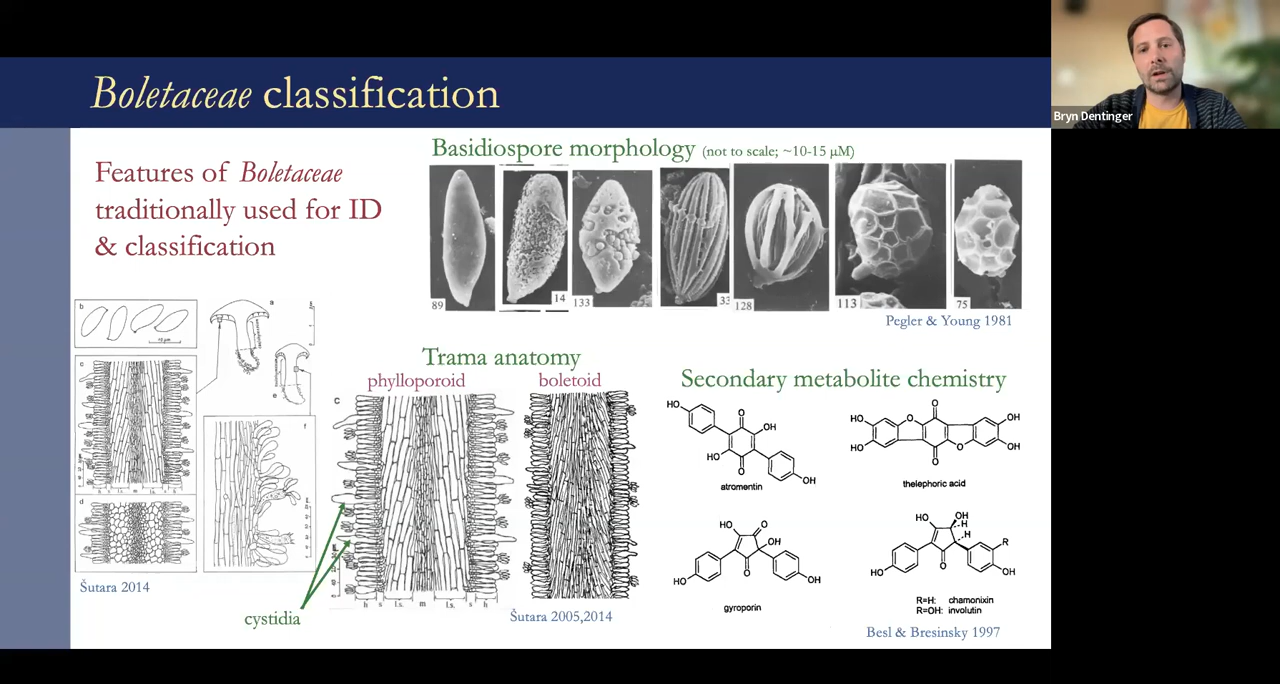 Boletaceae classification
Bryn Dentinger
Features of Boletaceae
traditionally used for ID
& classification
Basidiospore morphology (not to scale; ~10-15 µM)
89
14
133
33
128
113
75
Pegler & Young 1981
b
a
c
e
d
f
Šutara 2014
Trama anatomy
phylloporoid
boletoid
c
h s l.s. m l.s. s h
cystidia
Šutara 2005,2014
Secondary metabolite chemistry
HO
O
OH
HO
O
OH
atromentin
O
HO
O
OH
HO
O
OH
O
thelephoric acid
HO
O
OH
O
HO
OH
gyroporin
HO
OH
H
H
R
O
HO
OH
R=H: chamonixin
R=OH: involutin
Besl & Bresinsky 1997